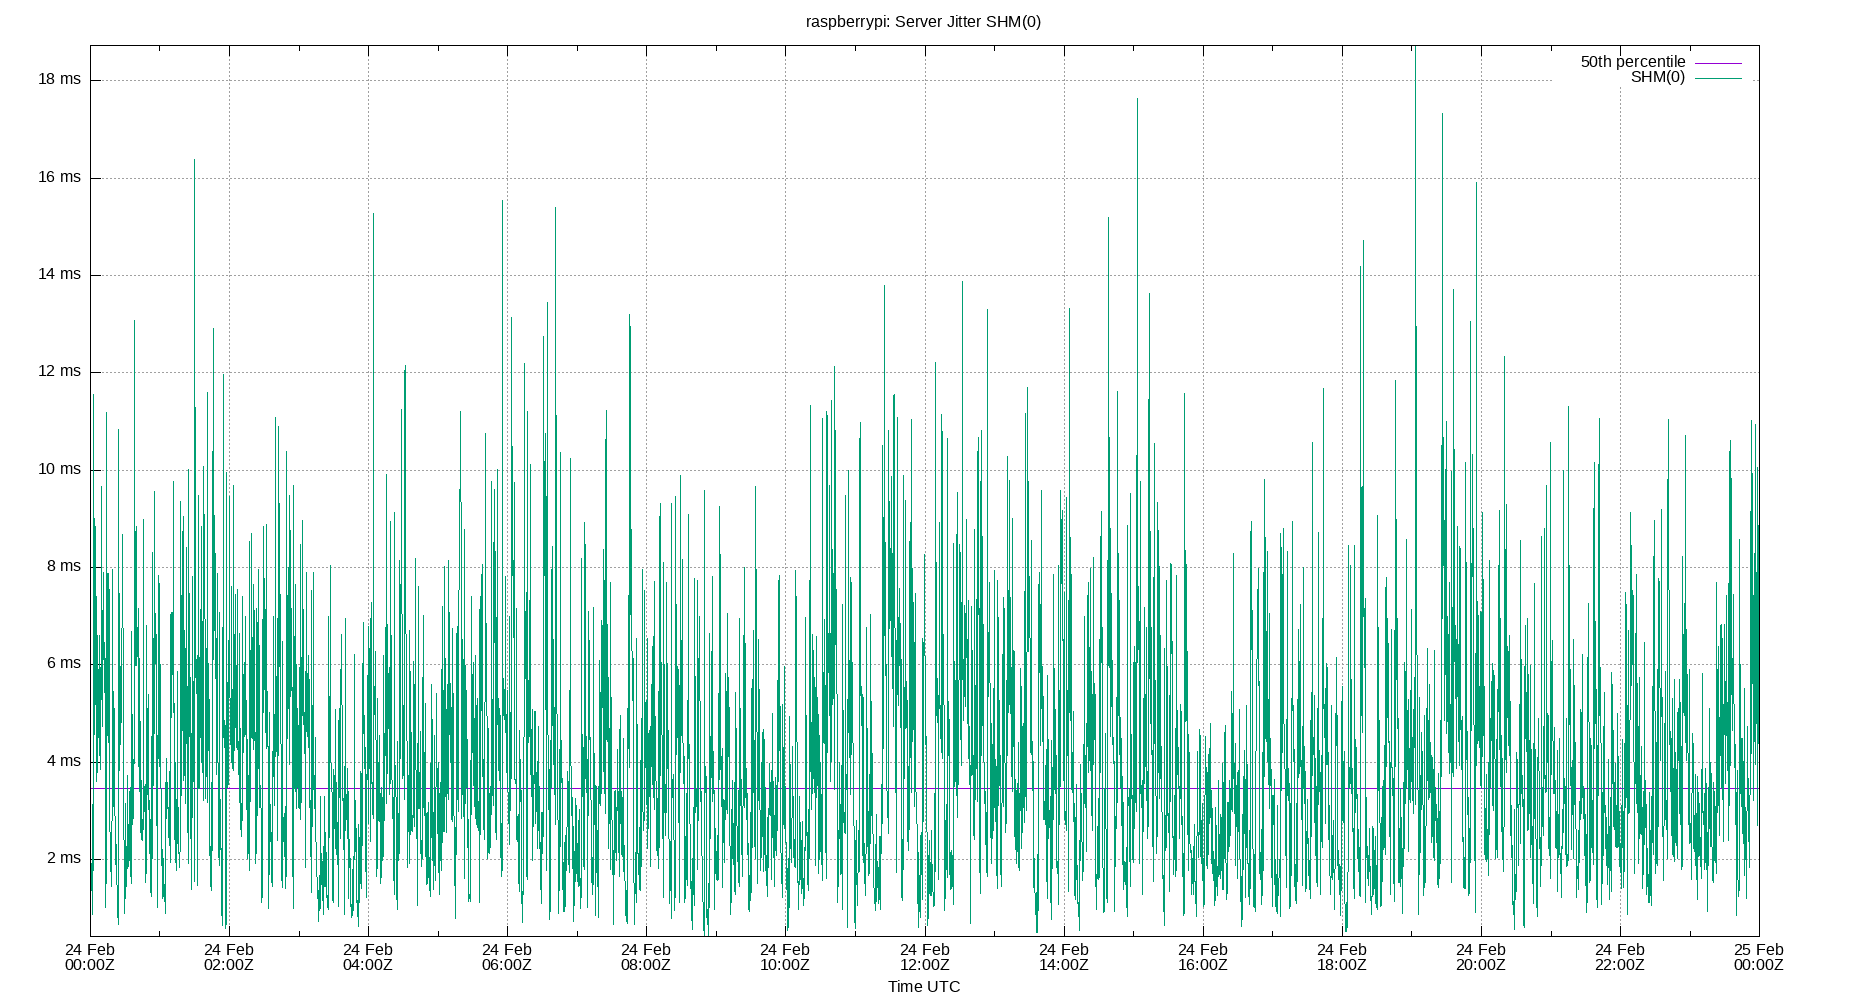 raspberrypi: Server Jitter SHM(0)
50th percentile
SHM(0)
18 ms
16 ms
14 ms
12 ms
10 ms
8 ms
6 ms
4 ms
2 ms
24 Feb 24 Feb 24 Feb 24 Feb 24 Feb 24 Feb 24 Feb 24 Feb 24 Feb 24 Feb 24 Feb 24 Feb 25 Feb
00:00Z 02:00Z 04:00Z 06:00Z 08:00Z 10:00Z 12:00Z 14:00Z 16:00Z 18:00Z 20:00Z 22:00Z 00:00Z
Time UTC